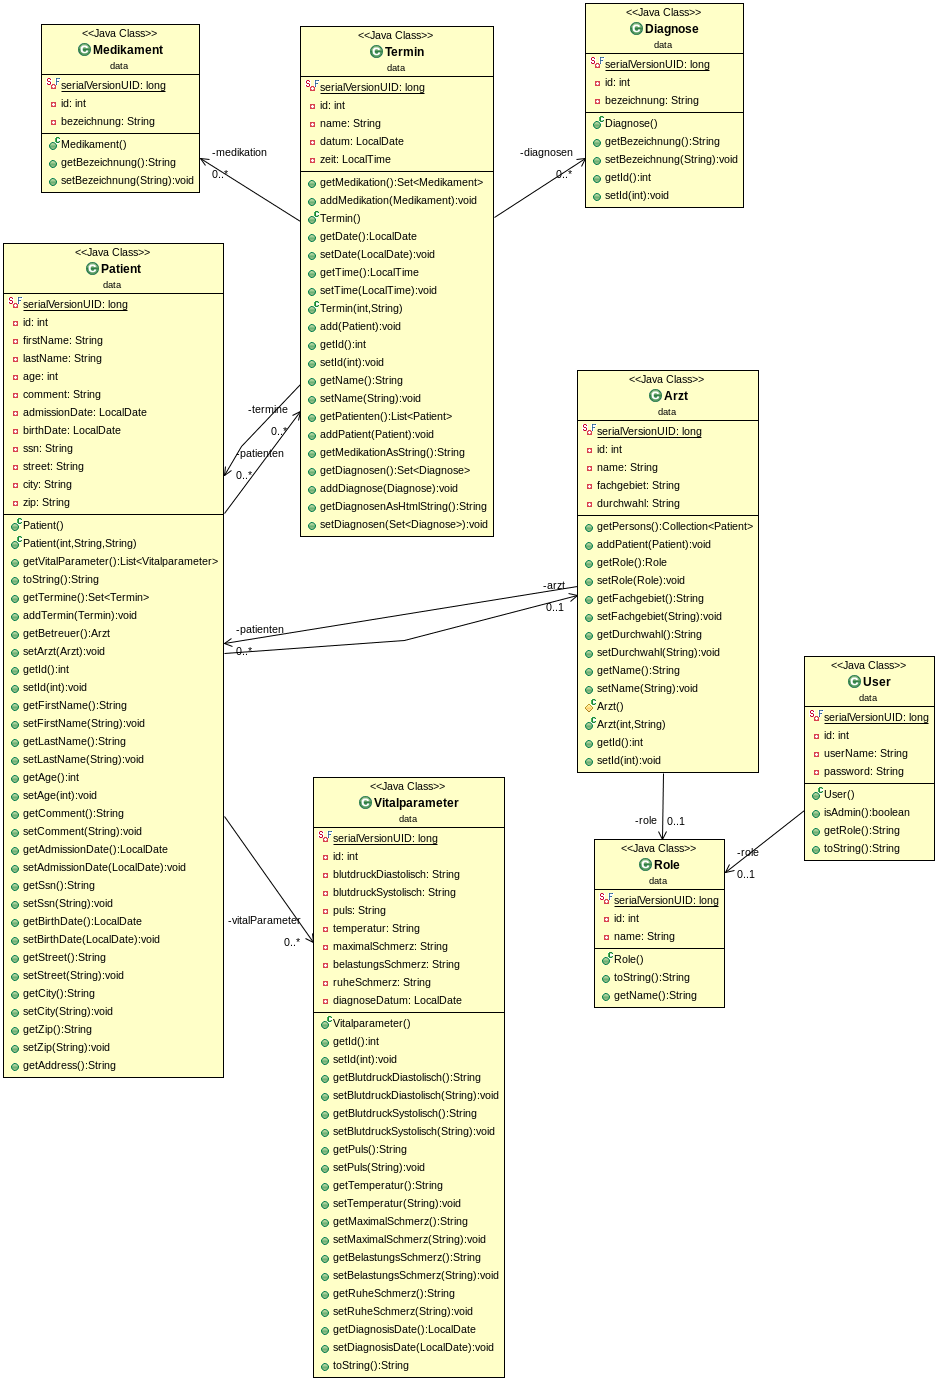 <<Java Class>>
Medikament
data
serialVersionUID: long
id: int
bezeichnung: String
Medikament()
getBezeichnung():String
setBezeichnung(String):void
<<Java Class>>
Termin
data
serialVersionUID: long
id: int
name: String
datum: LocalDate
zeit: LocalTime
getMedikation():Set<Medikament>
addMedikation(Medikament):void
Termin()
getDate():LocalDate
setDate(LocalDate):void
getTime():LocalTime
setTime(LocalTime):void
Termin(int,String)
add(Patient):void
getId():int
setId(int):void
getName():String
setName(String):void
getPatienten():List<Patient>
addPatient(Patient):void
getMedikationAsString():String
getDiagnosen():Set<Diagnose>
addDiagnose(Diagnose):void
getDiagnosenAsHtmlString():String
setDiagnosen(Set<Diagnose>):void
<<Java Class>>
Diagnose
data
serialVersionUID: long
id: int
bezeichnung: String
Diagnose()
getBezeichnung():String
setBezeichnung(String):void
getId():int
setId(int):void
-medikation
0..*
-diagnosen
0..*
<<Java Class>>
Patient
data
serialVersionUID: long
id: int
firstName: String
lastName: String
age: int
comment: String
admissionDate: LocalDate
birthDate: LocalDate
ssn: String
street: String
city: String
zip: String
Patient()
Patient(int,String,String)
getVitalParameter():List<Vitalparameter>
toString():String
getTermine():Set<Termin>
addTermin(Termin):void
getBetreuer():Arzt
setArzt(Arzt):void
getId():int
setId(int):void
getFirstName():String
setFirstName(String):void
getLastName():String
setLastName(String):void
getAge():int
setAge(int):void
getComment():String
setComment(String):void
getAdmissionDate():LocalDate
setAdmissionDate(LocalDate):void
getSsn():String
setSsn(String):void
getBirthDate():LocalDate
setBirthDate(LocalDate):void
getStreet():String
setStreet(String):void
getCity():String
setCity(String):void
getZip():String
setZip(String):void
getAddress():String
-termine
0..*
-patienten
0..*
-arzt
0..1
-patienten
0..*
-vitalParameter
0..*
<<Java Class>>
Arzt
data
serialVersionUID: long
id: int
name: String
fachgebiet: String
durchwahl: String
getPersons():Collection<Patient>
addPatient(Patient):void
getRole():Role
setRole(Role):void
getFachgebiet():String
setFachgebiet(String):void
getDurchwahl():String
setDurchwahl(String):void
getName():String
setName(String):void
Arzt()
Arzt(int,String)
getId():int
setId(int):void
<<Java Class>>
User
data
serialVersionUID: long
id: int
userName: String
password: String
User()
isAdmin():boolean
getRole():String
toString():String
-role
0..1
-role
0..1
<<Java Class>>
Role
data
serialVersionUID: long
id: int
name: String
Role()
toString():String
getName():String
<<Java Class>>
Vitalparameter
data
serialVersionUID: long
id: int
blutdruckDiastolisch: String
blutdruckSystolisch: String
puls: String
temperatur: String
maximalSchmerz: String
belastungsSchmerz: String
ruheSchmerz: String
diagnoseDatum: LocalDate
Vitalparameter()
getId():int
setId(int):void
getBlutdruckDiastolisch():String
setBlutdruckDiastolisch(String):void
getBlutdruckSystolisch():String
setBlutdruckSystolisch(String):void
getPuls():String
setPuls(String):void
getTemperatur():String
setTemperatur(String):void
getMaximalSchmerz():String
setMaximalSchmerz(String):void
getBelastungsSchmerz():String
setBelastungsSchmerz(String):void
getRuheSchmerz():String
setRuheSchmerz(String):void
getDiagnosisDate():LocalDate
setDiagnosisDate(LocalDate):void
toString():String